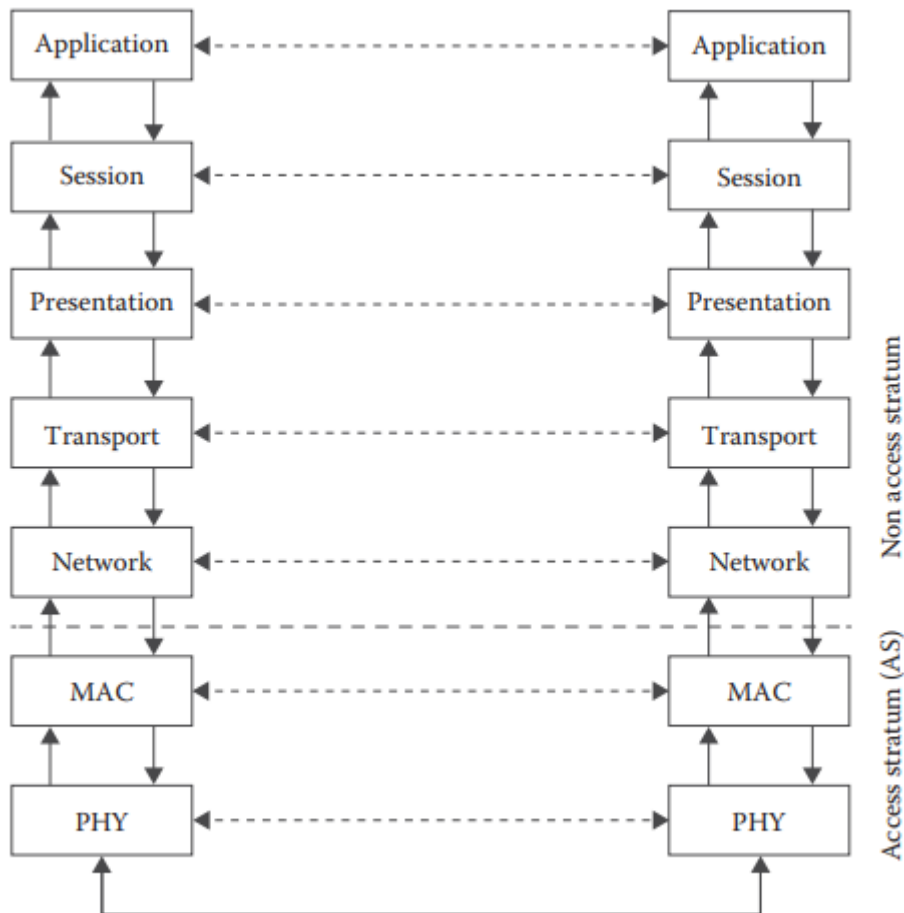 Application
Application
Session
Session
Presentation
Presentation
Transport
Transport
Network
Network
MAC
MAC
PHY
PHY
Non access stratum
Access stratum (AS)